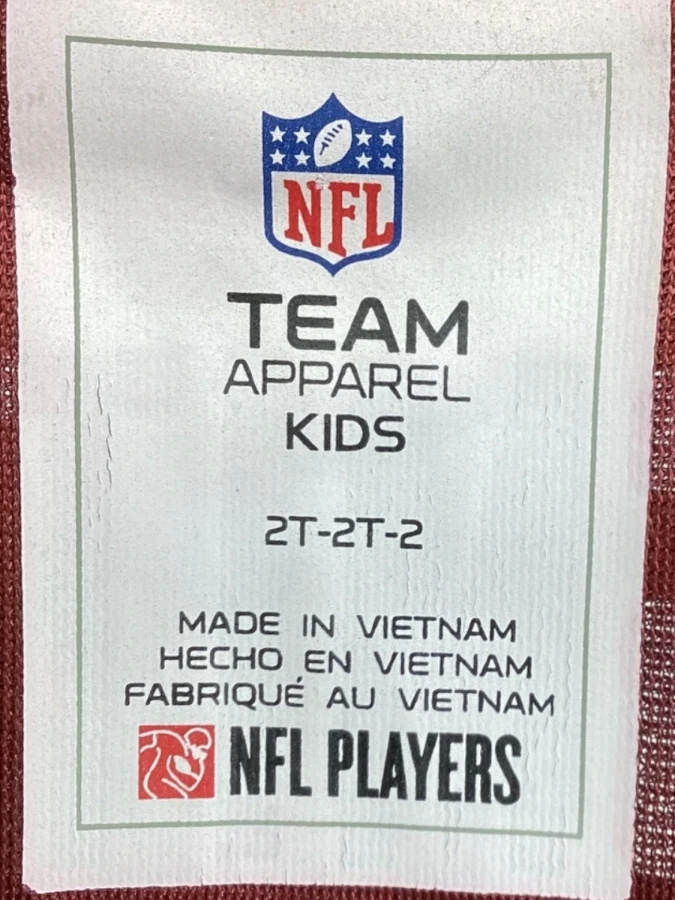 NFL
TEAM
APPAREL
KIDS
2T-2T-2
MADE IN VIETNAM
HECHO EN VIETNAM
FABRIQUÉ AU VIETNAM
NFL PLAYERS